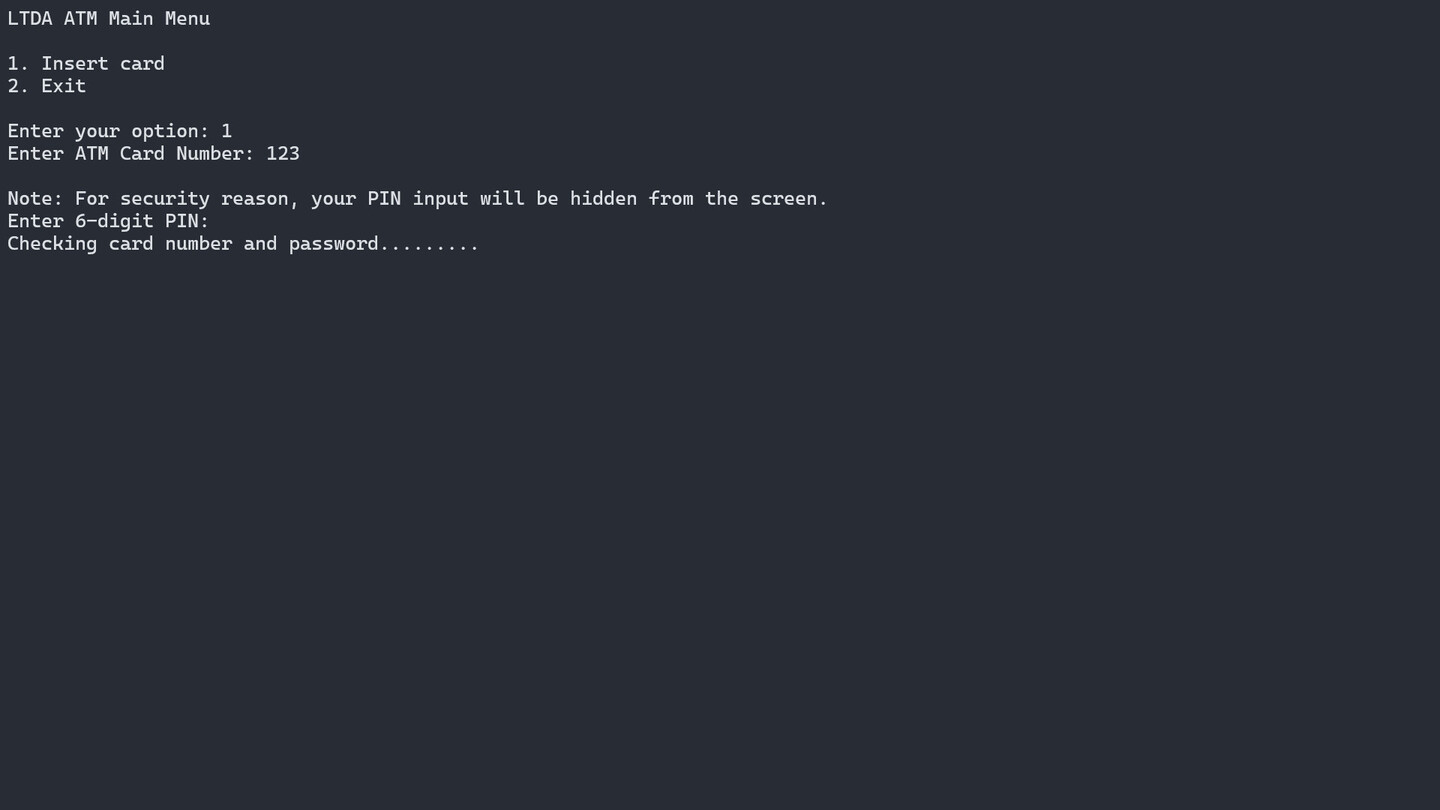 LTDA ATM Main Menu
1. Insert card
2. Exit
Enter your option: 1
Enter ATM Card Number: 123
Note: For security reason, your PIN input will be hidden from the screen.
Enter 6-digit PIN:
Checking card number and password.........